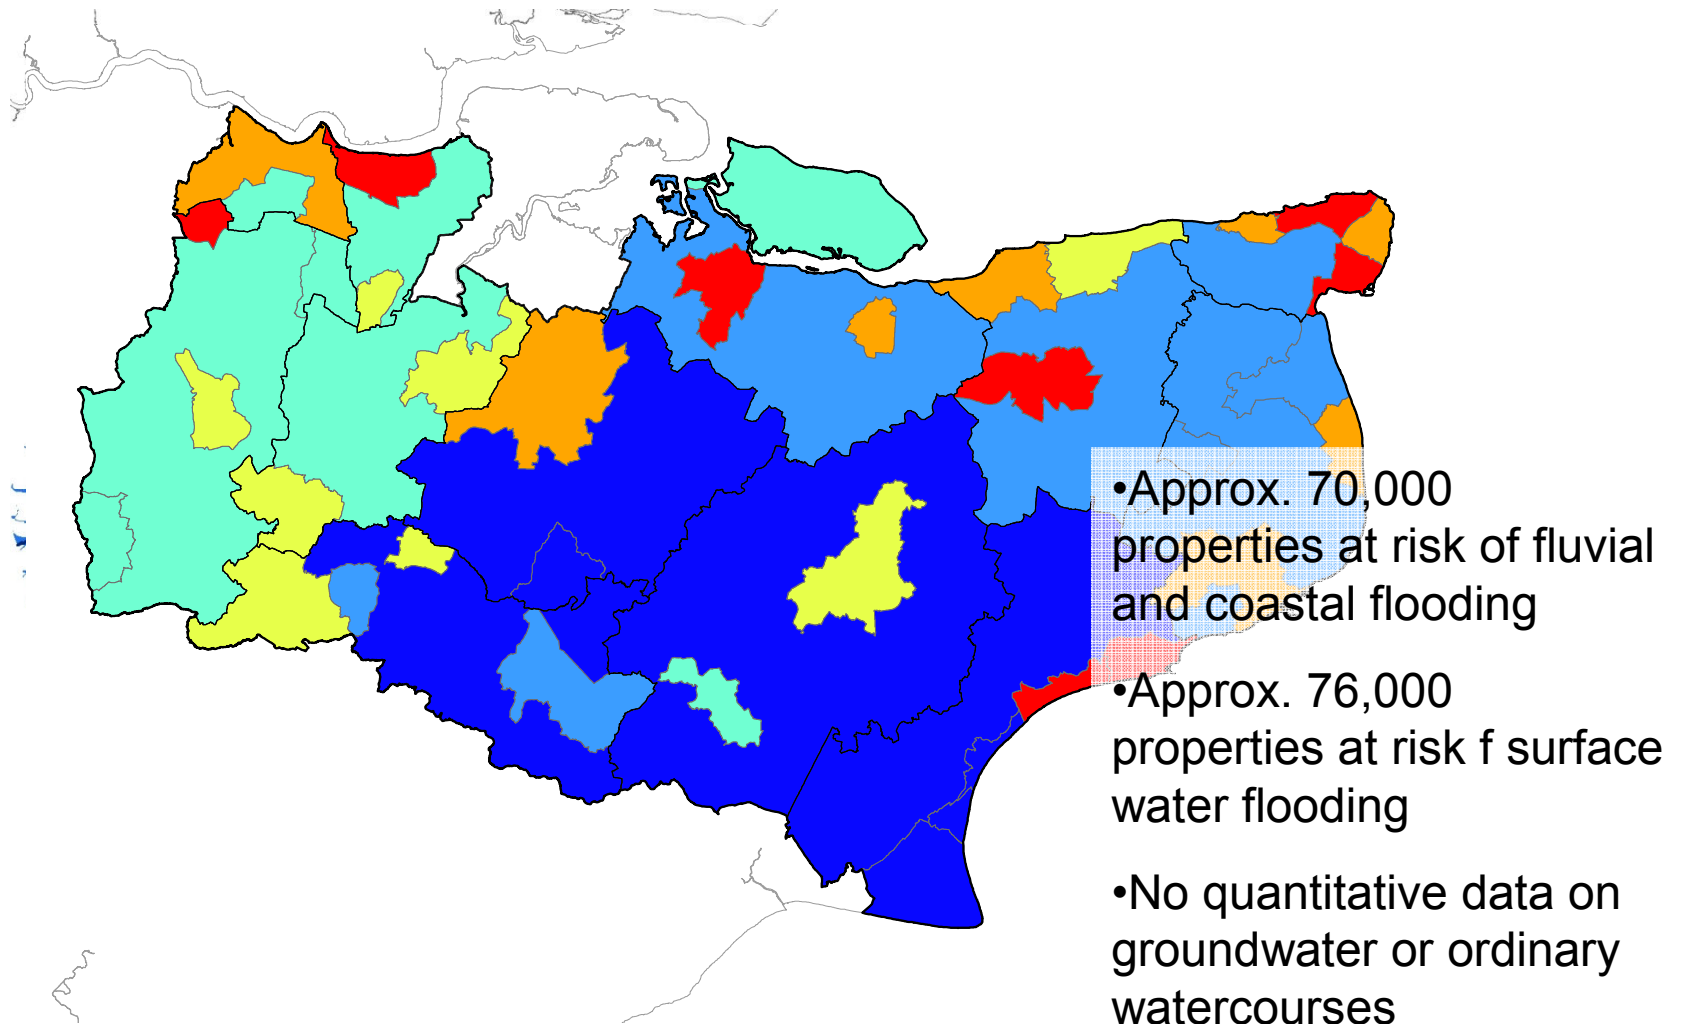 •Approx. 70,000
properties at risk of fluvial
and coastal flooding
•Approx. 76,000
properties at risk f surface
water flooding
•No quantitative data on
groundwater or ordinary
watercourses